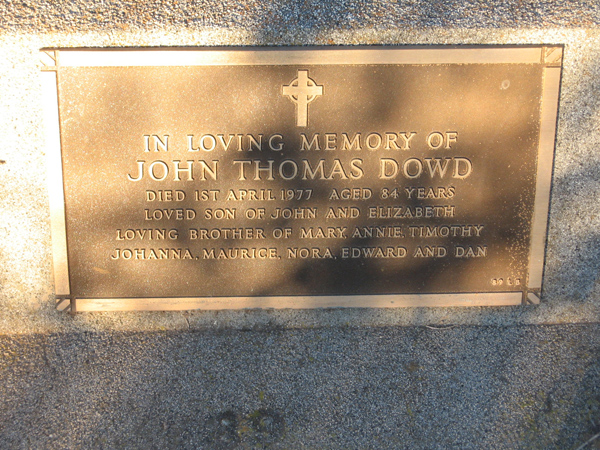 IN LOVING MEMORY OF
JOHN THOMAS DOWD
DIED 1ST APRIL 1977 AGED 84 YEARS
LOVED SON OF JOHN AND ELIZABETH
LOVING BROTHER OF MARY, ANNIE, TIMOTHY
JOHANNA, MAURICE, NORA, EDWARD AND DAN